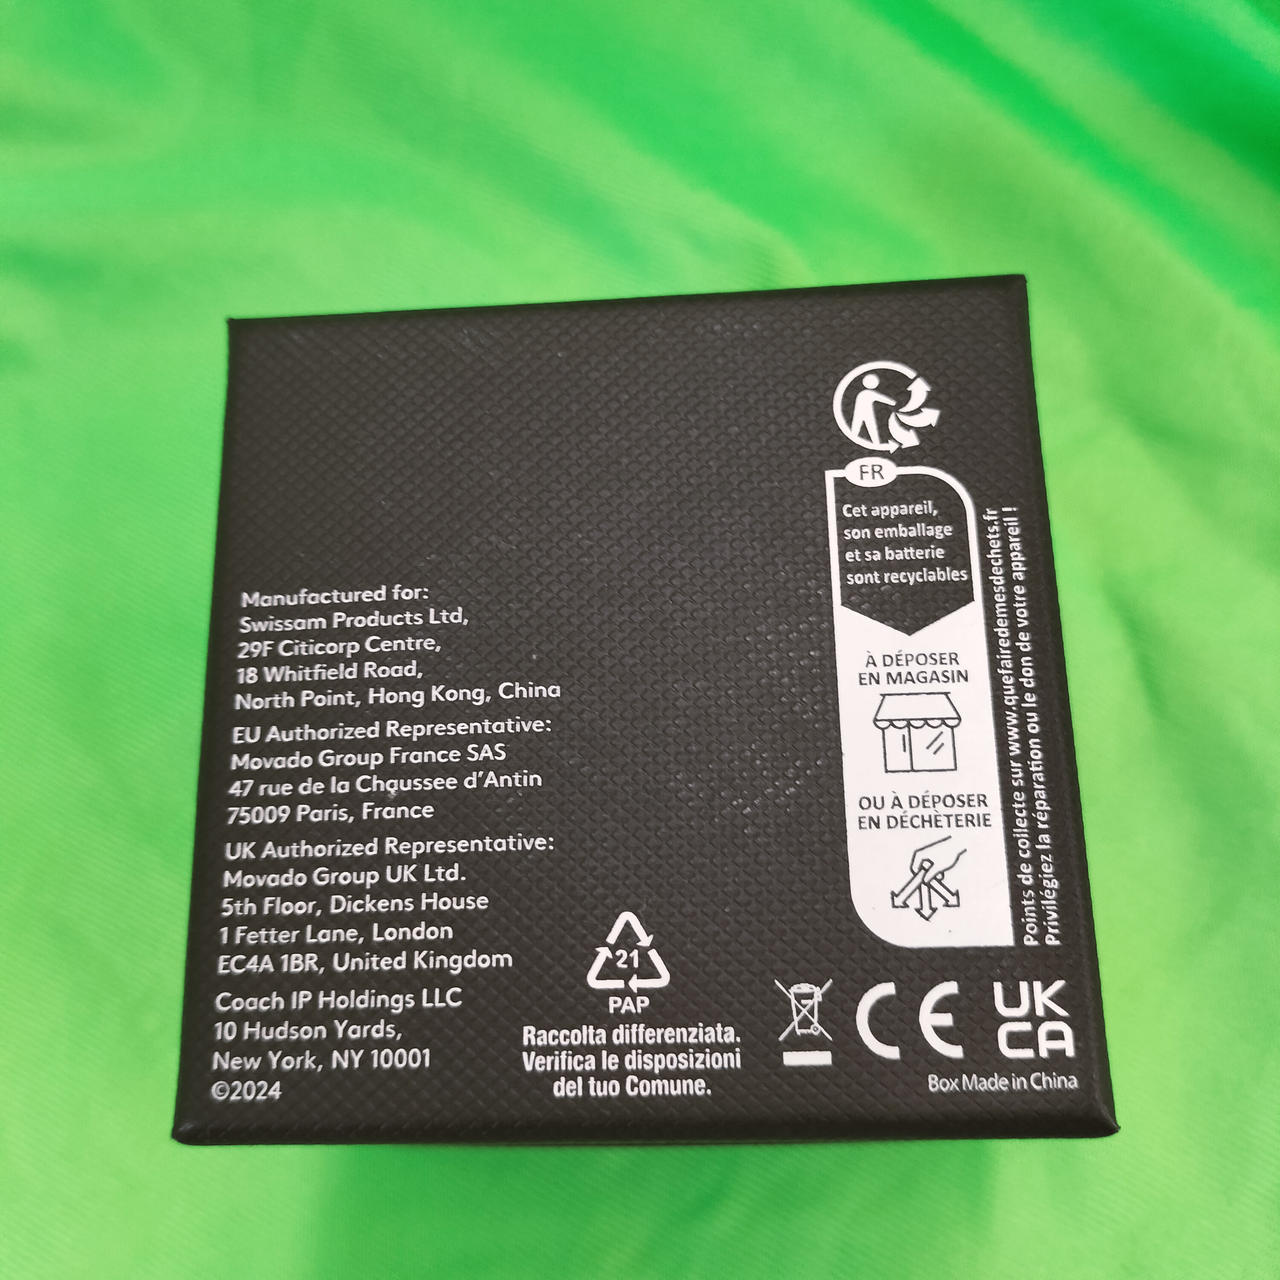 Manufactured for:
Swissam Products Ltd,
29F Citicorp Centre,
18 Whitfield Road,
North Point, Hong Kong, China
EU Authorized Representative:
Movado Group France SAS
47 rue de la Chaussee d'Antin
75009 Paris, France
UK Authorized Representative:
Movado Group UK Ltd.
5th Floor, Dickens House
1 Fetter Lane, London
EC4A 1BR, United Kingdom
Coach IP Holdings LLC
10 Hudson Yards,
New York, NY 10001
©2024
21
PAP
Raccolta differenziata.
Verifica le disposizioni
del tuo Comune.
FR
Cet appareil,
son emballage
et sa batterie
sont recyclables
À DÉPOSER
EN MAGASIN
OU À DÉPOSER
EN DÉCHÈTERIE
Points de collecte sur www.quefairedemesdechets.fr
Privilégiez la réparation ou le don de votre appareil !
CE
UK
CA
Box Made in China